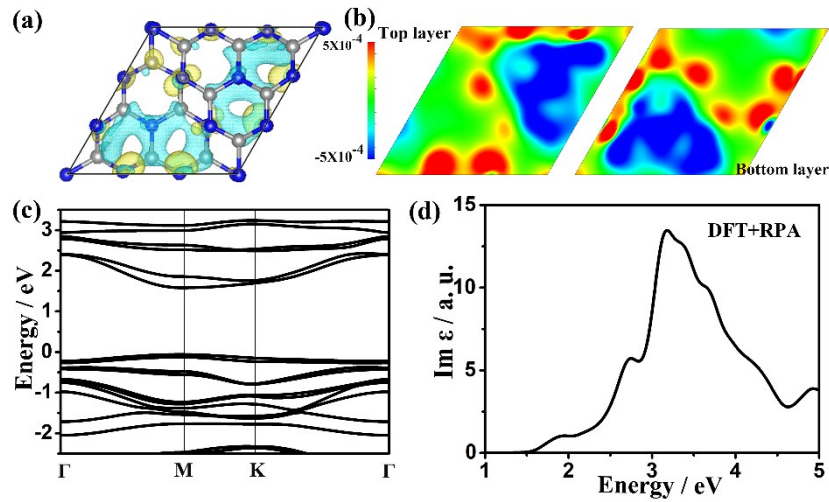 (a)
(b)
5X10⁻⁴
Top layer
-5X10⁻⁴
Bottom layer
(c)
Energy / eV
3
2
1
0
-1
-2
Γ
M
K
Γ
(d)
DFT+RPA
Im ε / a. u.
15
10
5
0
1
2
3
4
5
Energy / eV